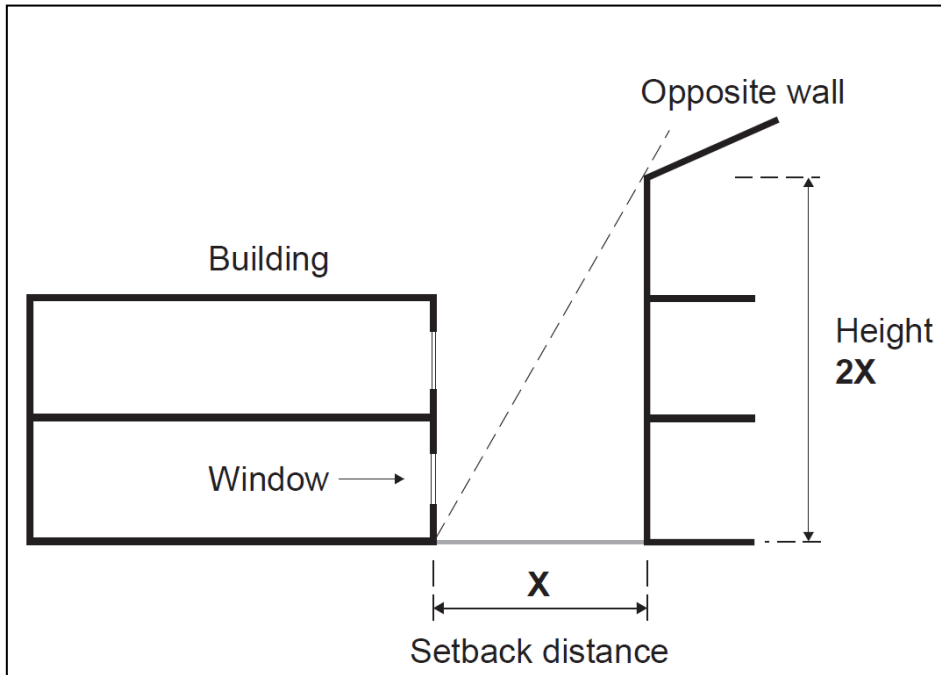 Opposite wall
Building
Height
2X
Window
X
Setback distance